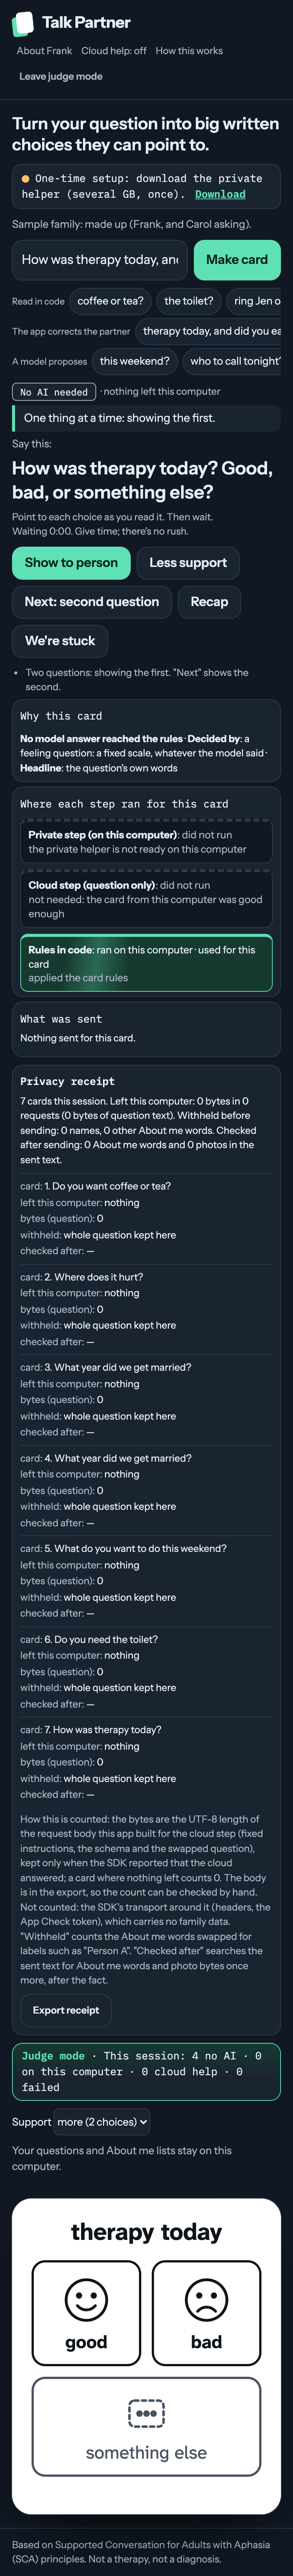 Talk Partner
About Frank Cloud help: off How this works
Leave judge mode
Turn your question into big written
choices they can point to.
One-time setup: download the private
helper (several GB, once). Download
Sample family: made up (Frank, and Carol asking).
How was therapy today, and
Make card
Read in code coffee or tea? the toilet? ring Jen o
The app corrects the partner therapy today, and did you ea
A model proposes this weekend? who to call tonight?
No AI needed · nothing left this computer
One thing at a time: showing the first.
Say this:
How was therapy today? Good,
bad, or something else?
Point to each choice as you read it. Then wait.
Waiting 0:00. Give time; there's no rush.
Show to person Less support
Next: second question Recap
We're stuck
• Two questions: showing the first. "Next" shows the
second.
Why this card
No model answer reached the rules · Decided by: a
feeling question: a fixed scale, whatever the model said ·
Headline: the question's own words
Where each step ran for this card
Private step (on this computer): did not run
the private helper is not ready on this computer
Cloud step (question only): did not run
not needed: the card from this computer was good
enough
Rules in code: ran on this computer · used for this
card
applied the card rules
What was sent
Nothing sent for this card.
Privacy receipt
7 cards this session. Left this computer: 0 bytes in 0
requests (0 bytes of question text). Withheld before
sending: 0 names, 0 other About me words. Checked
after sending: 0 About me words and 0 photos in the
sent text.
card: 1. Do you want coffee or tea?
left this computer: nothing
bytes (question): 0
withheld: whole question kept here
checked after: —
card: 2. Where does it hurt?
left this computer: nothing
bytes (question): 0
withheld: whole question kept here
checked after: —
card: 3. What year did we get married?
left this computer: nothing
bytes (question): 0
withheld: whole question kept here
checked after: —
card: 4. What year did we get married?
left this computer: nothing
bytes (question): 0
withheld: whole question kept here
checked after: —
card: 5. What do you want to do this weekend?
left this computer: nothing
bytes (question): 0
withheld: whole question kept here
checked after: —
card: 6. Do you need the toilet?
left this computer: nothing
bytes (question): 0
withheld: whole question kept here
checked after: —
card: 7. How was therapy today?
left this computer: nothing
bytes (question): 0
withheld: whole question kept here
checked after: —
How this is counted: the bytes are the UTF-8 length of
the request body this app built for the cloud step (fixed
instructions, the schema and the swapped question),
kept only when the SDK reported that the cloud
answered; a card where nothing left counts 0. The body
is in the export, so the count can be checked by hand.
Not counted: the SDK's transport around it (headers, the
App Check token), which carries no family data.
"Withheld" counts the About me words swapped for
labels such as "Person A". "Checked after" searches the
sent text for About me words and photo bytes once
more, after the fact.
Export receipt
Judge mode · This session: 4 no AI · 0
on this computer · 0 cloud help · 0
failed
Support more (2 choices)
Your questions and About me lists stay on this
computer.
therapy today
good bad
something else
Based on Supported Conversation for Adults with Aphasia
(SCA) principles. Not a therapy, not a diagnosis.